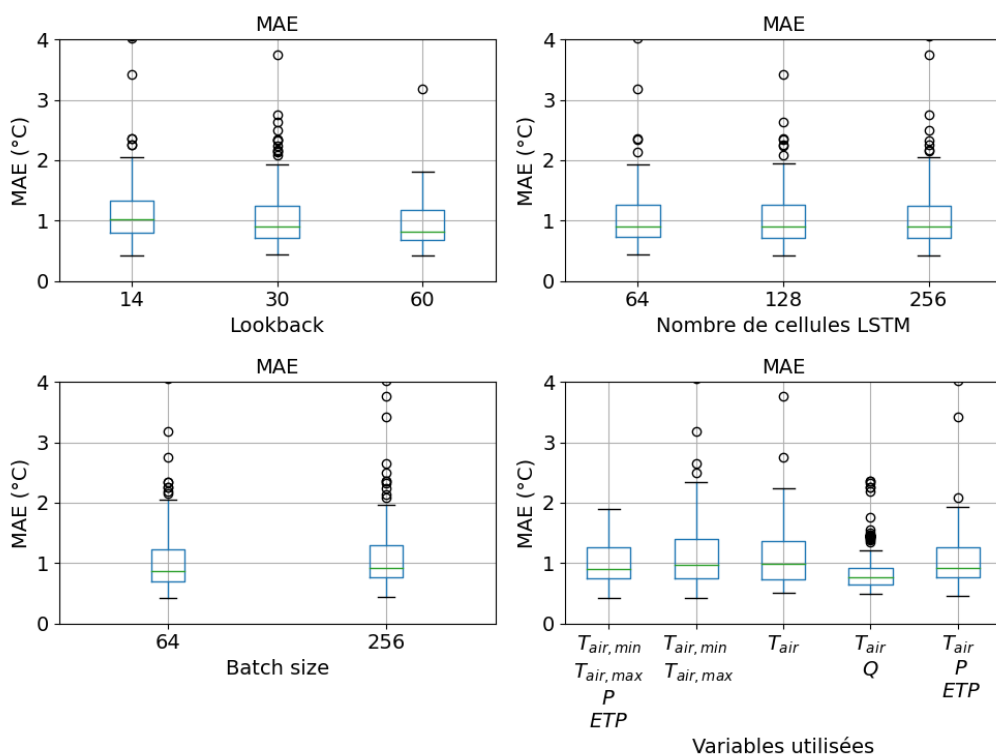 MAE
MAE (°C)
4
3
2
1
0
14 30 60
Lookback
MAE
MAE (°C)
4
3
2
1
0
64 128 256
Nombre de cellules LSTM
MAE
MAE (°C)
4
3
2
1
0
64 256
Batch size
MAE
MAE (°C)
4
3
2
1
0
T_air,min T_air,min T_air T_air T_air
T_air,max T_air,max Q P
P ETP
ETP
Variables utilisées